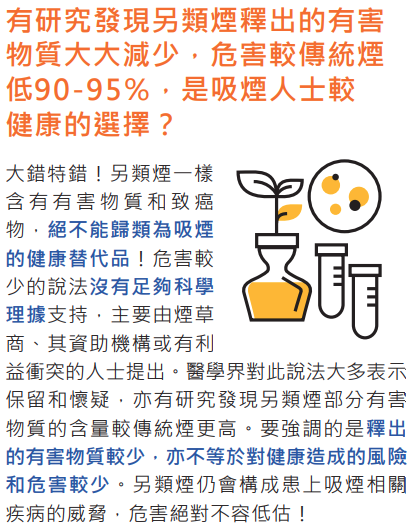 有研究發現另類煙釋出的有害
物質大大減少，危害較傳統煙
低90-95%，是吸煙人士較
健康的選擇？
大錯特錯！另類煙一樣
含有有害物質和致癌
物，絕不能歸類為吸煙
的健康替代品！危害較
少的說法沒有足夠科學
理據支持，主要由煙草
商、其資助機構或有利
益衝突的人士提出。醫學界對此說法大多表示
保留和懷疑，亦有研究發現另類煙部分有害
物質的含量較傳統煙更高。要強調的是釋出
的有害物質較少，亦不等於對健康造成的風險
和危害較少。另類煙仍會構成患上吸煙相關
疾病的威脅，危害絕對不容低估！